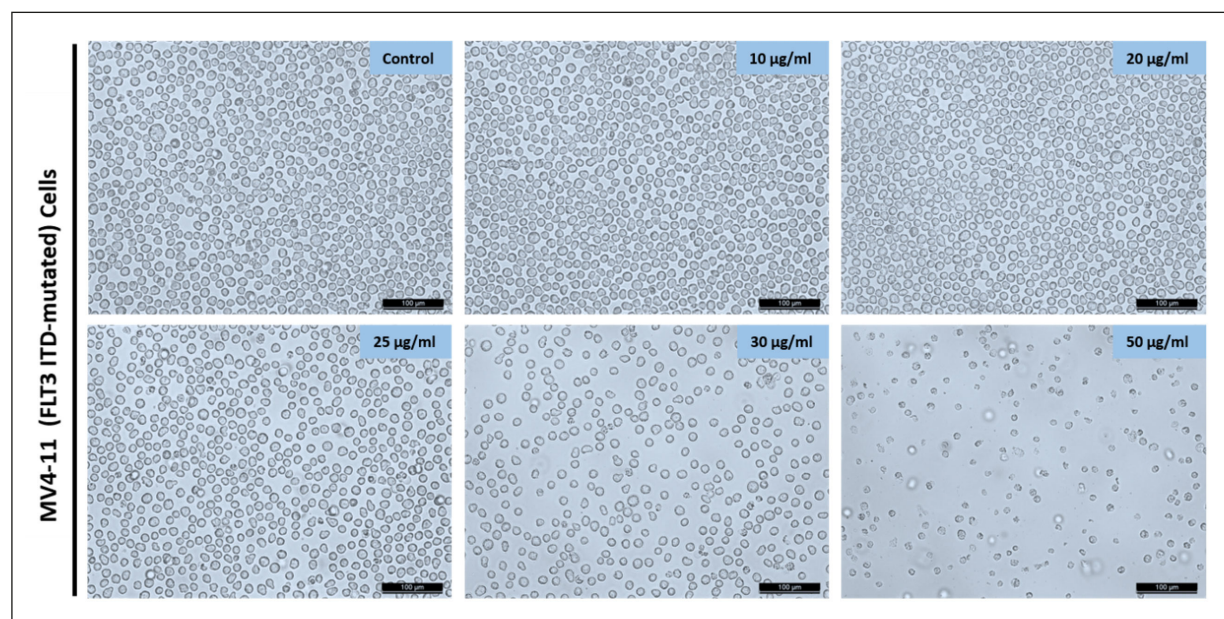 MV4-11 (FLT3 ITD-mutated) Cells
Control
10 µg/ml
20 µg/ml
100 µm
100 µm
100 µm
25 µg/ml
30 µg/ml
50 µg/ml
100 µm
100 µm
100 µm